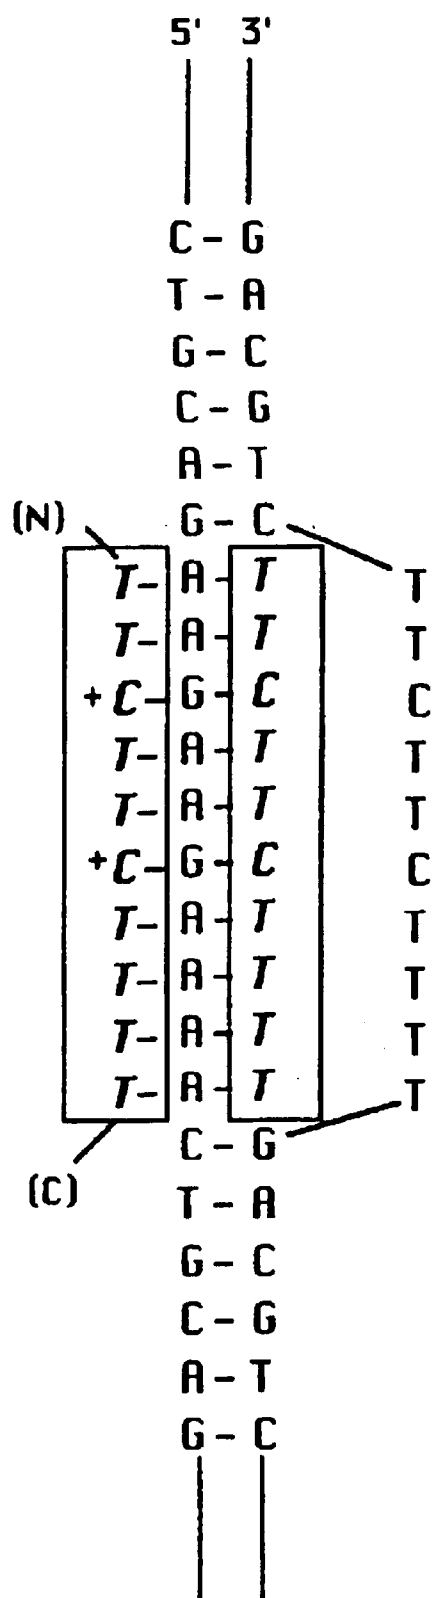 5' 3'
C - G
T - A
G - C
C - G
A - T
(N) G - C
T - A - T T
T - A - T T
+ C - G - C C
T - A - T T
T - A - T T
+ C - G - C C
T - A - T T
T - A - T T
T - A - T T
T - A - T T
C - G
(C) T - A
G - C
C - G
A - T
G - C